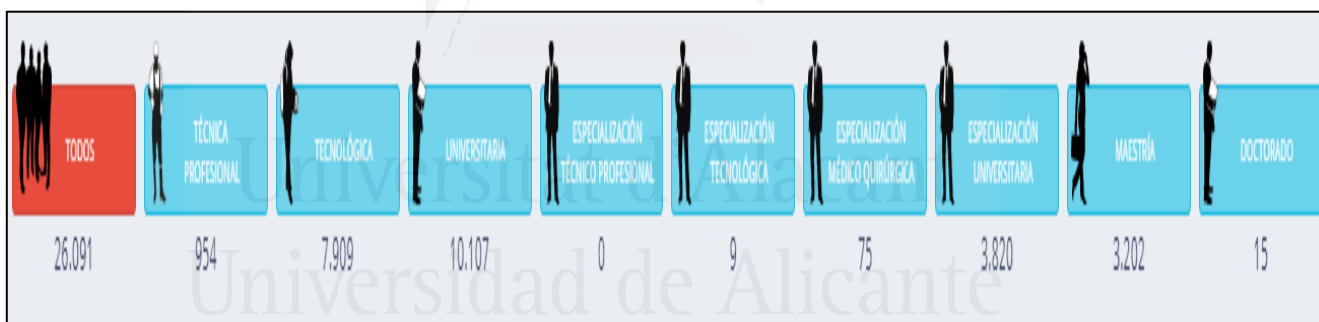 TODOS
TÉCNICA
PROFESIONAL
TECNOLÓGICA
UNIVERSITARIA
ESPECIALIZACIÓN
TÉCNICO PROFESIONAL
ESPECIALIZACIÓN
TECNOLÓGICA
ESPECIALIZACIÓN
MÉDICO QUIRÚRGICA
ESPECIALIZACIÓN
UNIVERSITARIA
MAESTRÍA
DOCTORADO
26.091
954
7.909
10.107
0
9
75
3.820
3.202
15
Universitat d'Alacant
Universidad de Alicante